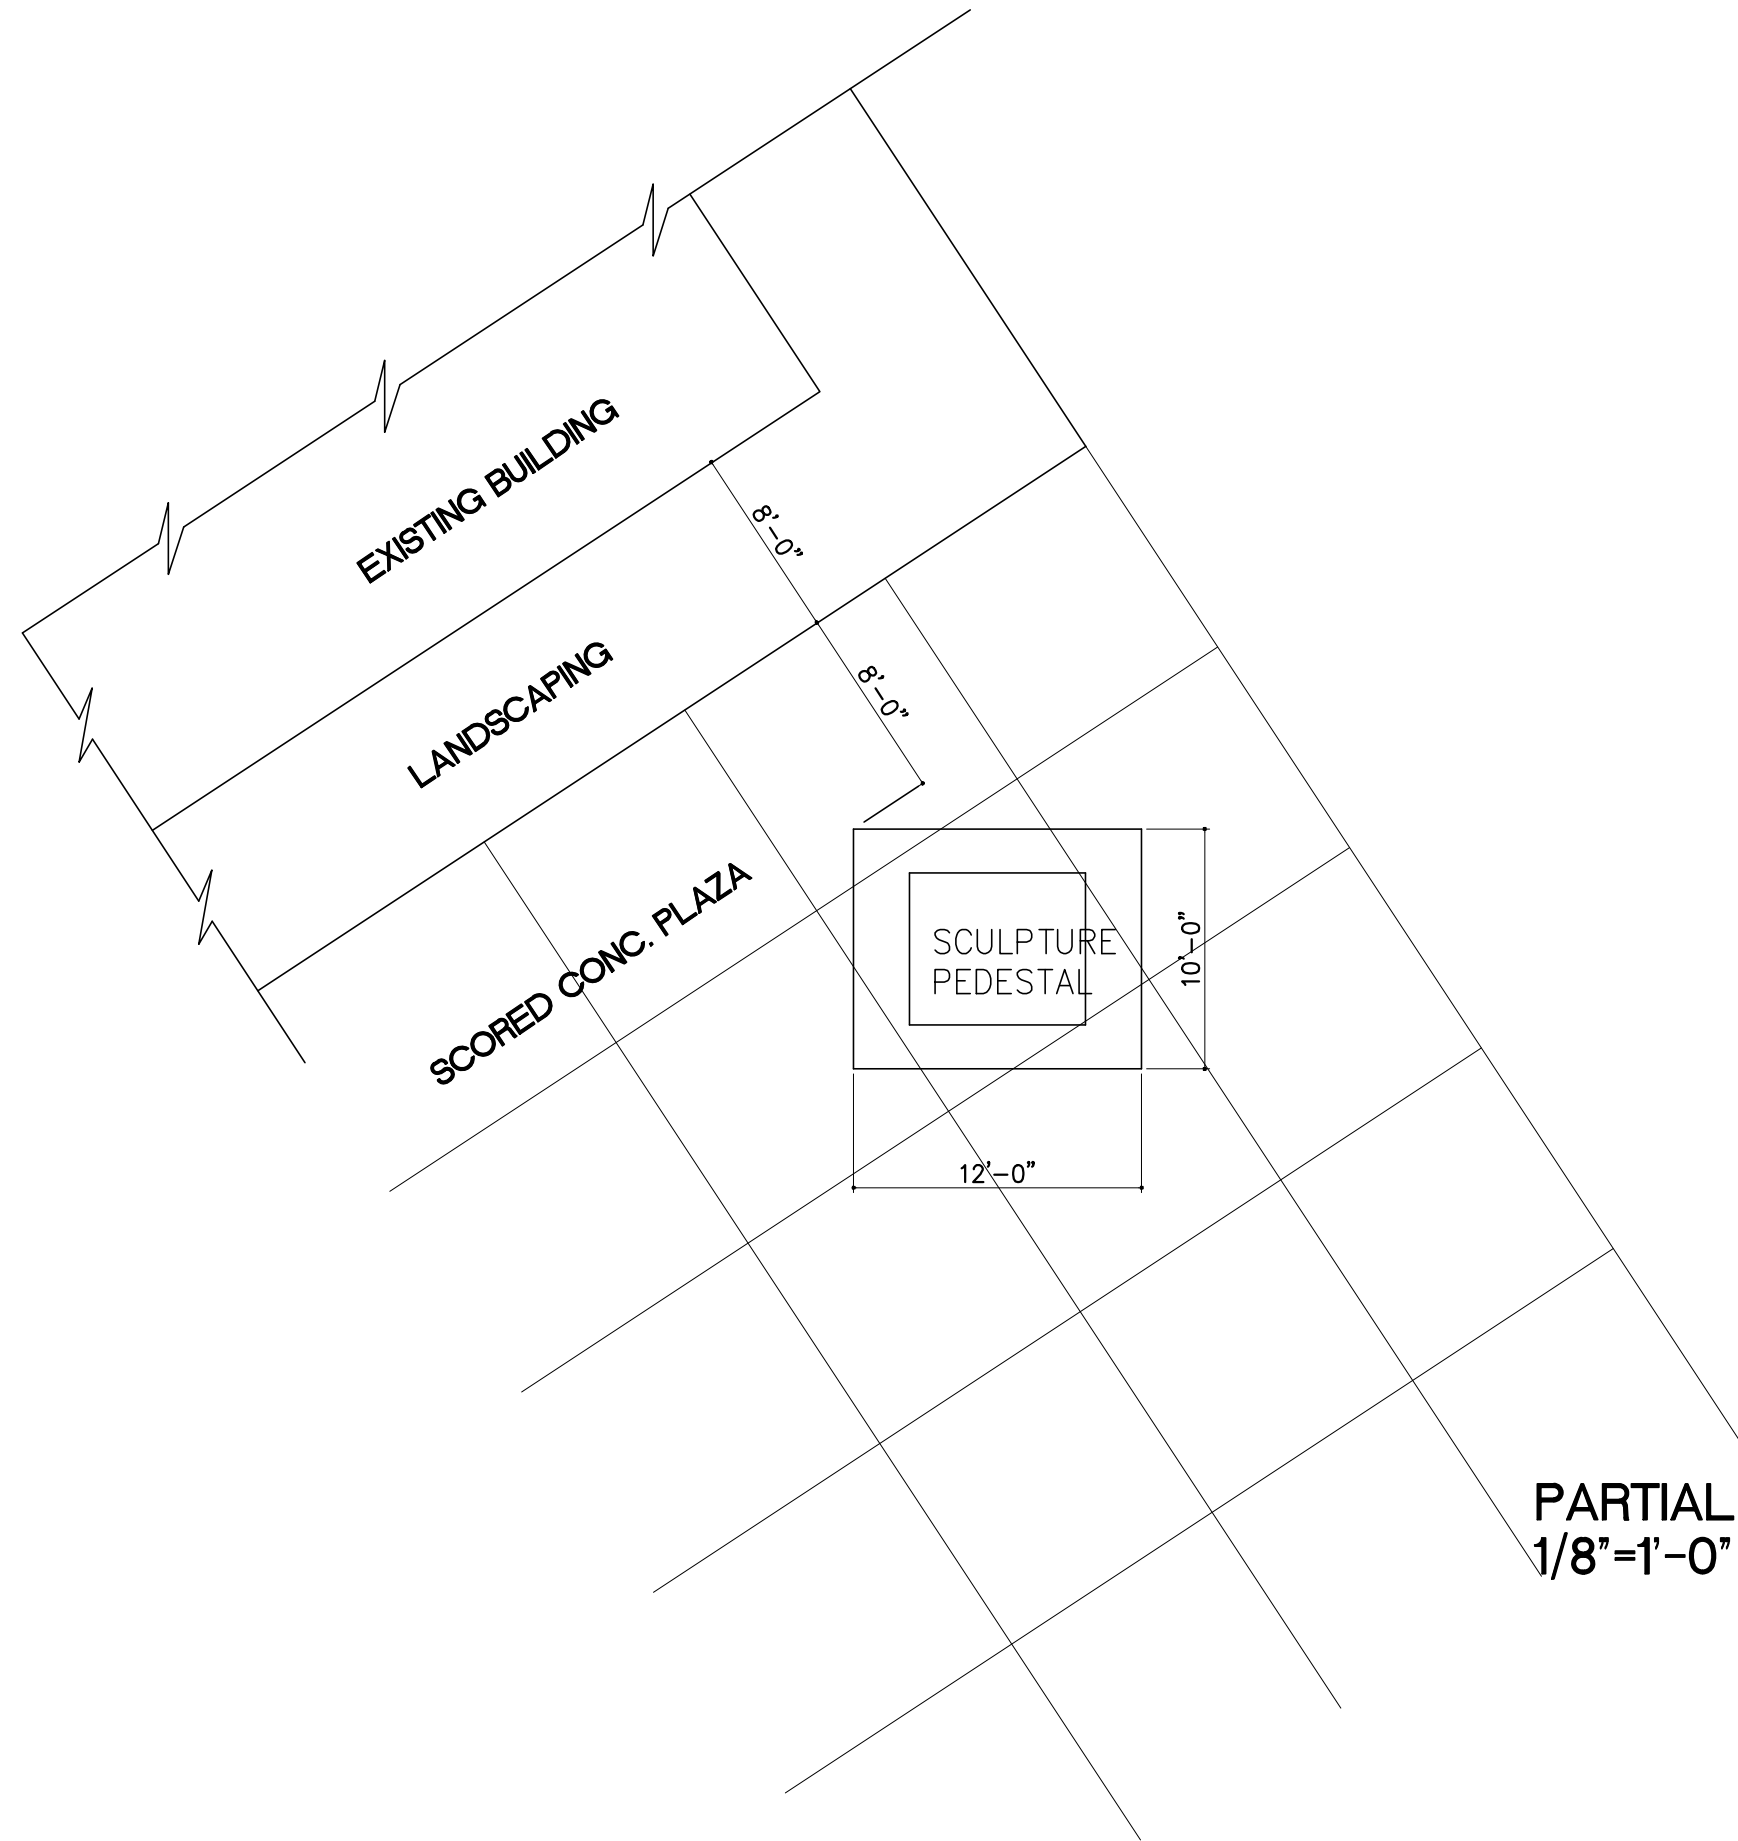 EXISTING BUILDING
8'-0"
LANDSCAPING
8'-0"
SCORED CONC. PLAZA
SCULPTURE
PEDESTAL
10'-0"
12'-0"
PARTIAL
1/8"=1'-0"